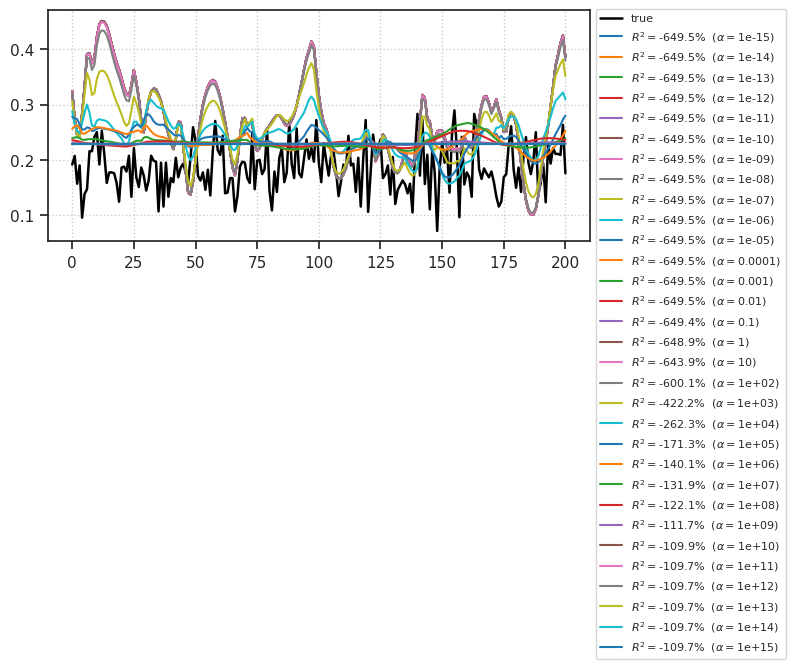 0.4
0.3
0.2
0.1
0 25 50 75 100 125 150 175 200
true
R² = -649.5% (α = 1e-15)
R² = -649.5% (α = 1e-14)
R² = -649.5% (α = 1e-13)
R² = -649.5% (α = 1e-12)
R² = -649.5% (α = 1e-11)
R² = -649.5% (α = 1e-10)
R² = -649.5% (α = 1e-09)
R² = -649.5% (α = 1e-08)
R² = -649.5% (α = 1e-07)
R² = -649.5% (α = 1e-06)
R² = -649.5% (α = 1e-05)
R² = -649.5% (α = 0.0001)
R² = -649.5% (α = 0.001)
R² = -649.5% (α = 0.01)
R² = -649.4% (α = 0.1)
R² = -648.9% (α = 1)
R² = -643.9% (α = 10)
R² = -600.1% (α = 1e+02)
R² = -422.2% (α = 1e+03)
R² = -262.3% (α = 1e+04)
R² = -171.3% (α = 1e+05)
R² = -140.1% (α = 1e+06)
R² = -131.9% (α = 1e+07)
R² = -122.1% (α = 1e+08)
R² = -111.7% (α = 1e+09)
R² = -109.9% (α = 1e+10)
R² = -109.7% (α = 1e+11)
R² = -109.7% (α = 1e+12)
R² = -109.7% (α = 1e+13)
R² = -109.7% (α = 1e+14)
R² = -109.7% (α = 1e+15)